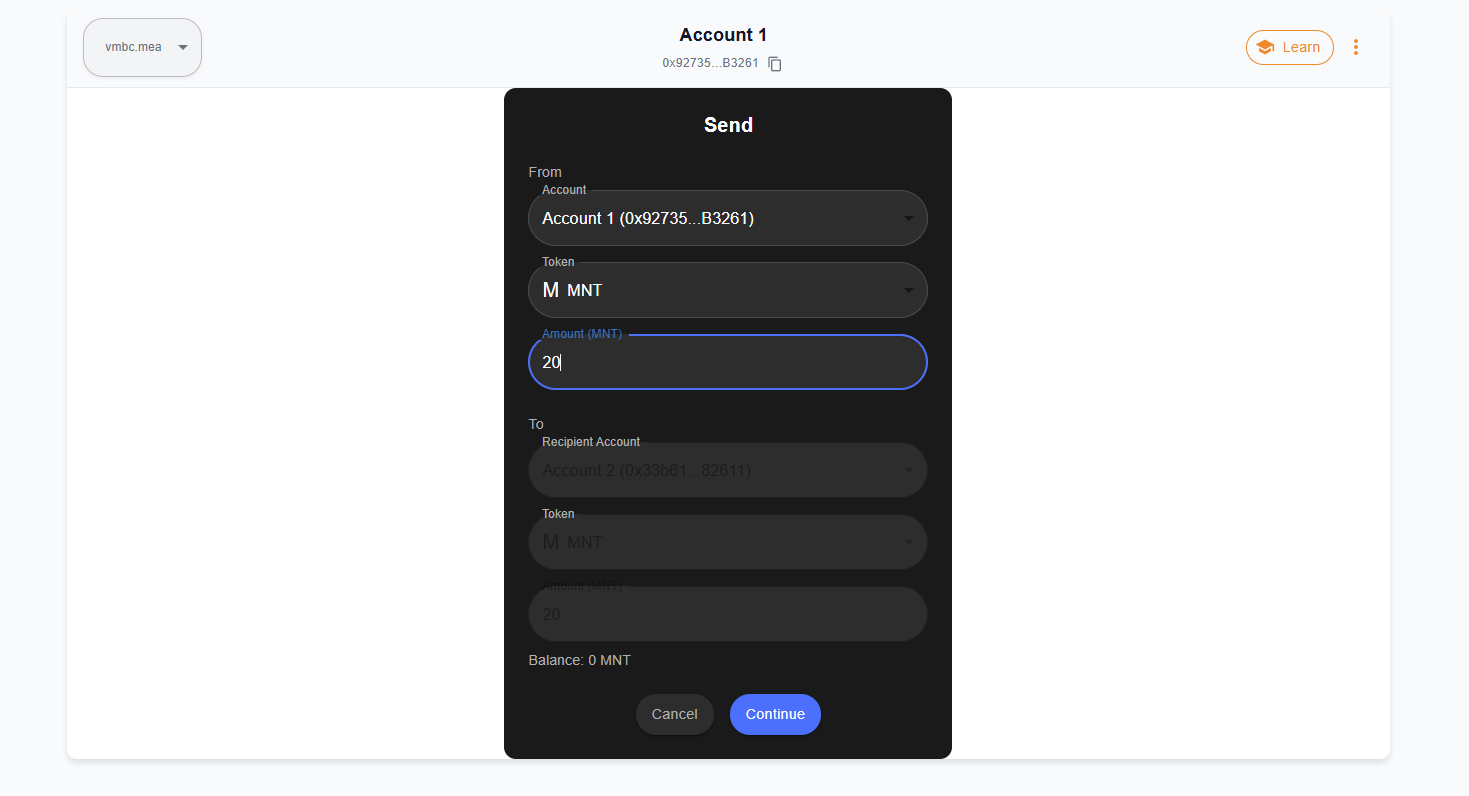 vmbc.mea
Account 1
0x92735...B3261
Learn
Send
From
Account
Account 1 (0x92735...B3261)
Token
M MNT
Amount (MNT)
20
To
Recipient Account
Account 2 (0x33b61...82611)
Token
M MNT
Amount (MNT)
20
Balance: 0 MNT
Cancel
Continue